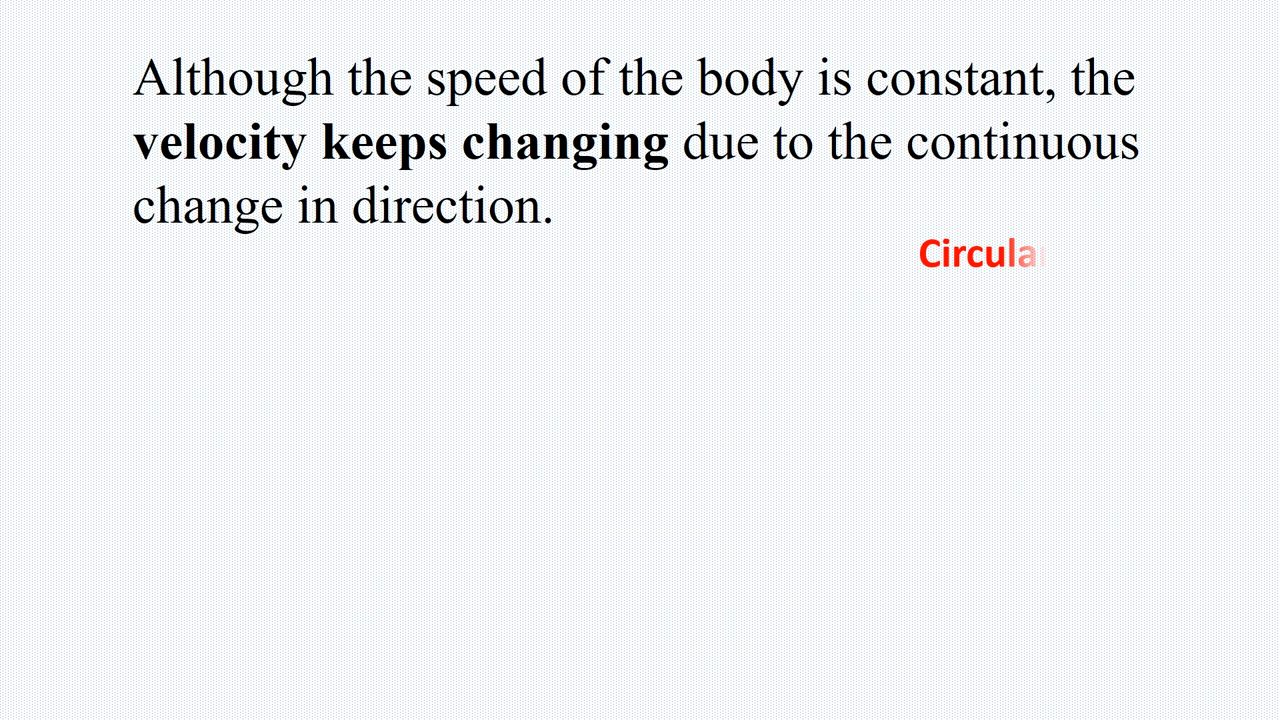 Although the speed of the body is constant, the
velocity keeps changing due to the continuous
change in direction.
Circular